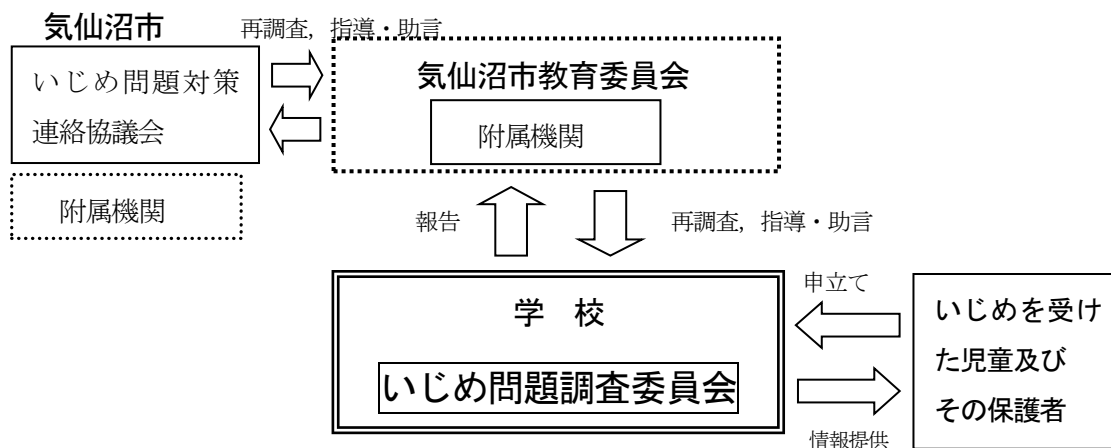 気仙沼市
再調査，指導・助言
いじめ問題対策
連絡協議会
附属機関
気仙沼市教育委員会
附属機関
報告
再調査，指導・助言
学　校
いじめ問題調査委員会
申立て
情報提供
いじめを受け
た児童及び
その保護者